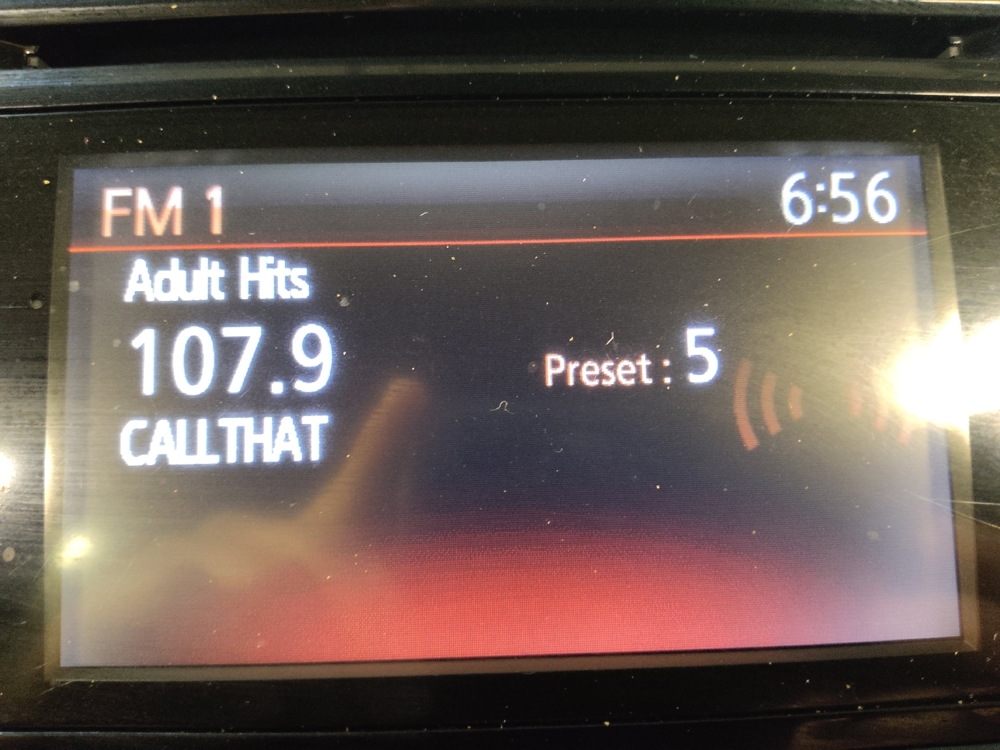 FM 1
6:56
Adult Hits
107.9
Preset : 5
CALLTHAT